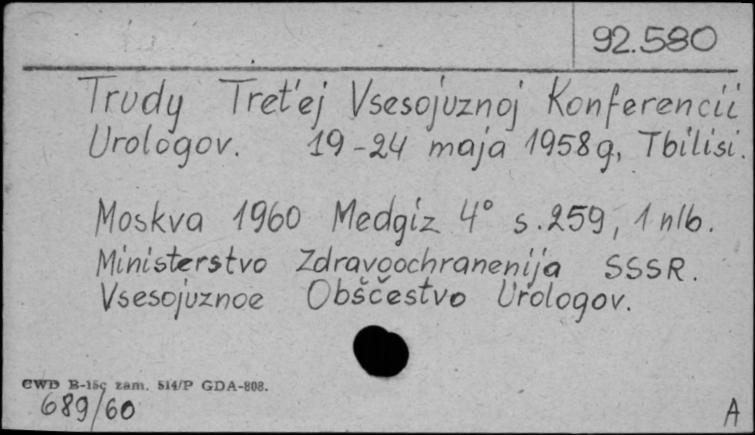 92.580
Trudy Tret'ej Vsesojuznoj Konferencii
Urologov. 19-24 maja 1958g, Tbilisi.
Moskva 1960 Medgiz 4° s.259, 1 nlb.
Ministerstvo Zdravoochranenija SSSR.
Vsesojuznoe Obščestvo Urologov.
CWD B-15c zam. 514/P GDA-808.
689/60
A